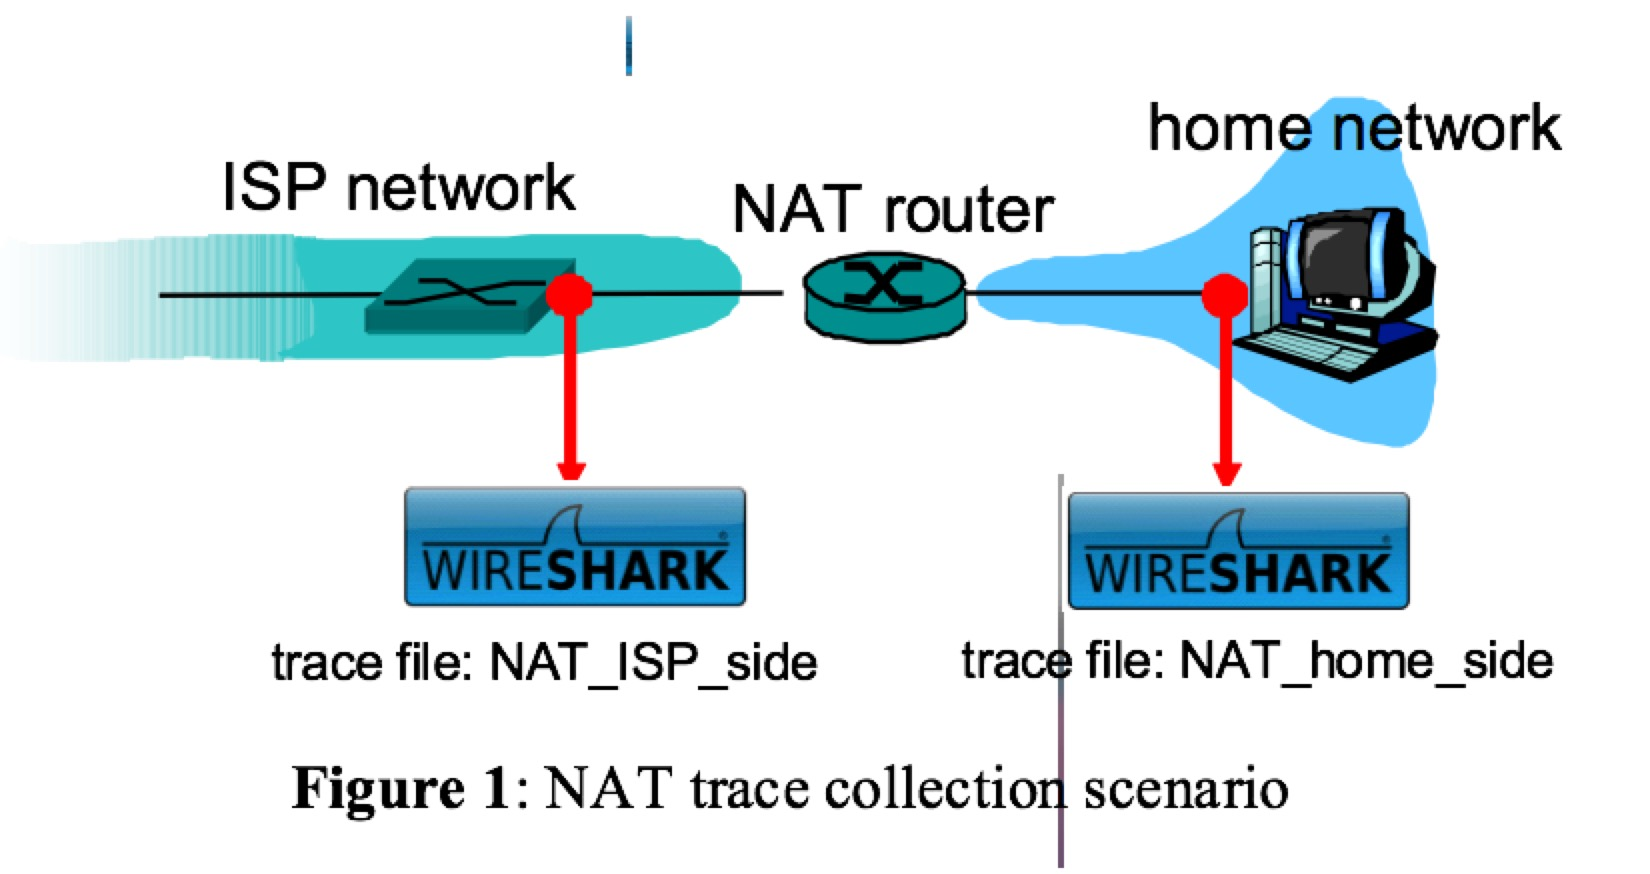 home network
ISP network
NAT router
WIRESHARK®
WIRESHARK®
trace file: NAT_ISP_side
trace file: NAT_home_side
Figure 1: NAT trace collection scenario